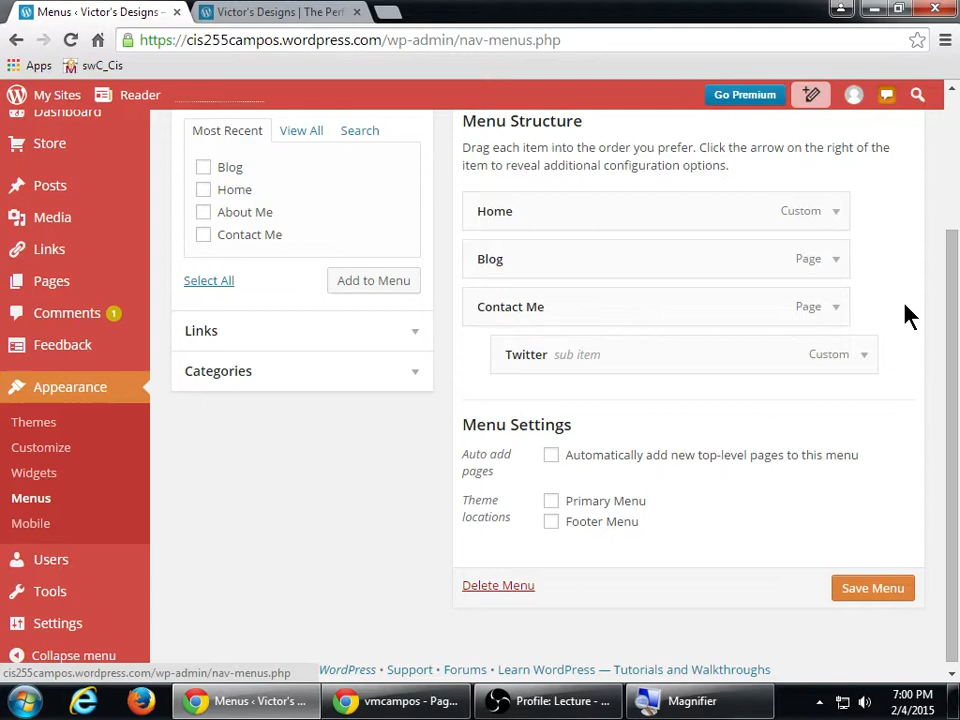 Menus ‹ Victor's Designs –
Victor's Designs | The Perf
https://cis255campos.wordpress.com/wp-admin/nav-menus.php
Apps
swC_Cis
My Sites
Reader
Go Premium
Dashboard
Store
Posts
Media
Links
Pages
Comments 1
Feedback
Appearance
Themes
Customize
Widgets
Menus
Mobile
Users
Tools
Settings
Collapse menu
Most Recent
View All
Search
Blog
Home
About Me
Contact Me
Select All
Add to Menu
Links
Categories
Menu Structure
Drag each item into the order you prefer. Click the arrow on the right of the
item to reveal additional configuration options.
Home Custom
Blog Page
Contact Me Page
Twitter sub item Custom
Menu Settings
Auto add
pages
Automatically add new top-level pages to this menu
Theme
locations
Primary Menu
Footer Menu
Delete Menu
Save Menu
cis255campos.wordpress.com/wp-admin/nav-menus.php
WordPress • Support • Forums • Learn WordPress — Tutorials and Walkthroughs
Menus ‹ Victor's ...
vmcampos - Pag...
Profile: Lecture - ...
Magnifier
7:00 PM
2/4/2015